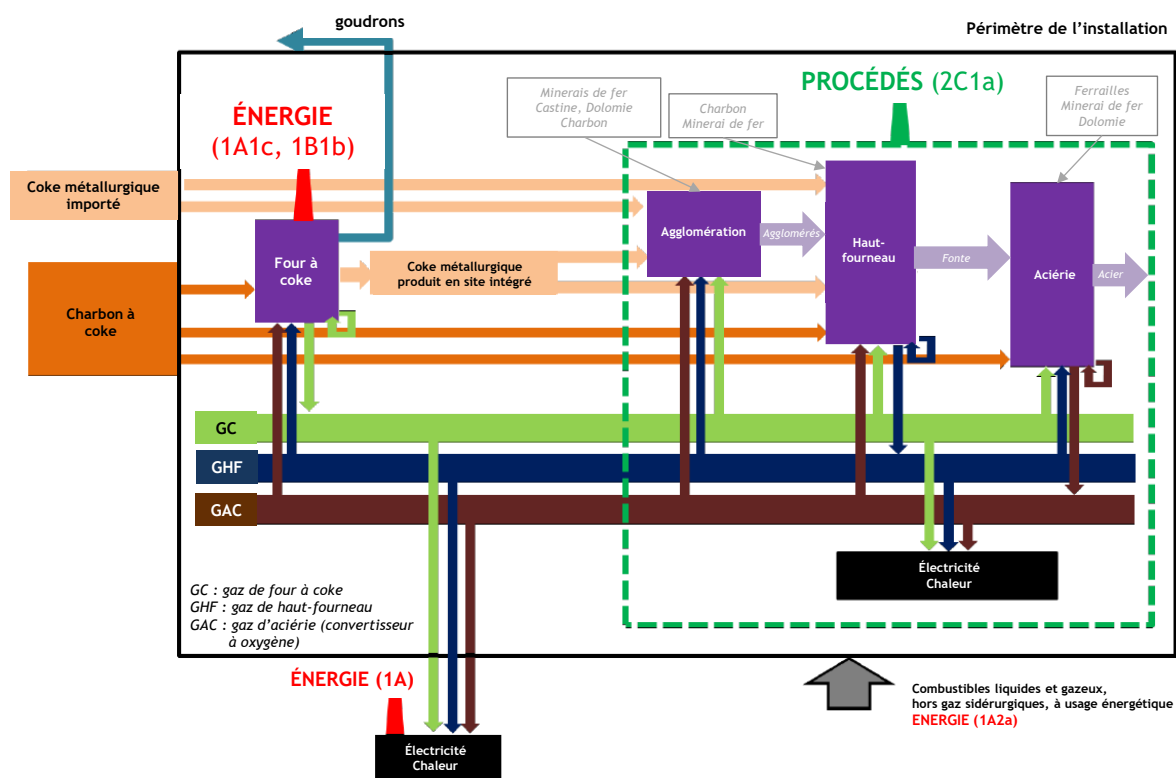 goudrons
Périmètre de l’installation
ÉNERGIE
(1A1c, 1B1b)
Minerais de fer
Castine, Dolomie
Charbon
Charbon
Minerai de fer
PROCÉDÉS (2C1a)
Ferrailles
Minerai de fer
Dolomie
Coke métallurgique
importé
Four à
coke
Coke métallurgique
produit en site intégré
Agglomération
Agglomérés
Haut-
fourneau
Fonte
Aciérie
Acier
Charbon à
coke
GC
GHF
GAC
GC : gaz de four à coke
GHF : gaz de haut-fourneau
GAC : gaz d’aciérie (convertisseur
à oxygène)
Électricité
Chaleur
ÉNERGIE (1A)
Électricité
Chaleur
Combustibles liquides et gazeux,
hors gaz sidérurgiques, à usage énergétique
ENERGIE (1A2a)